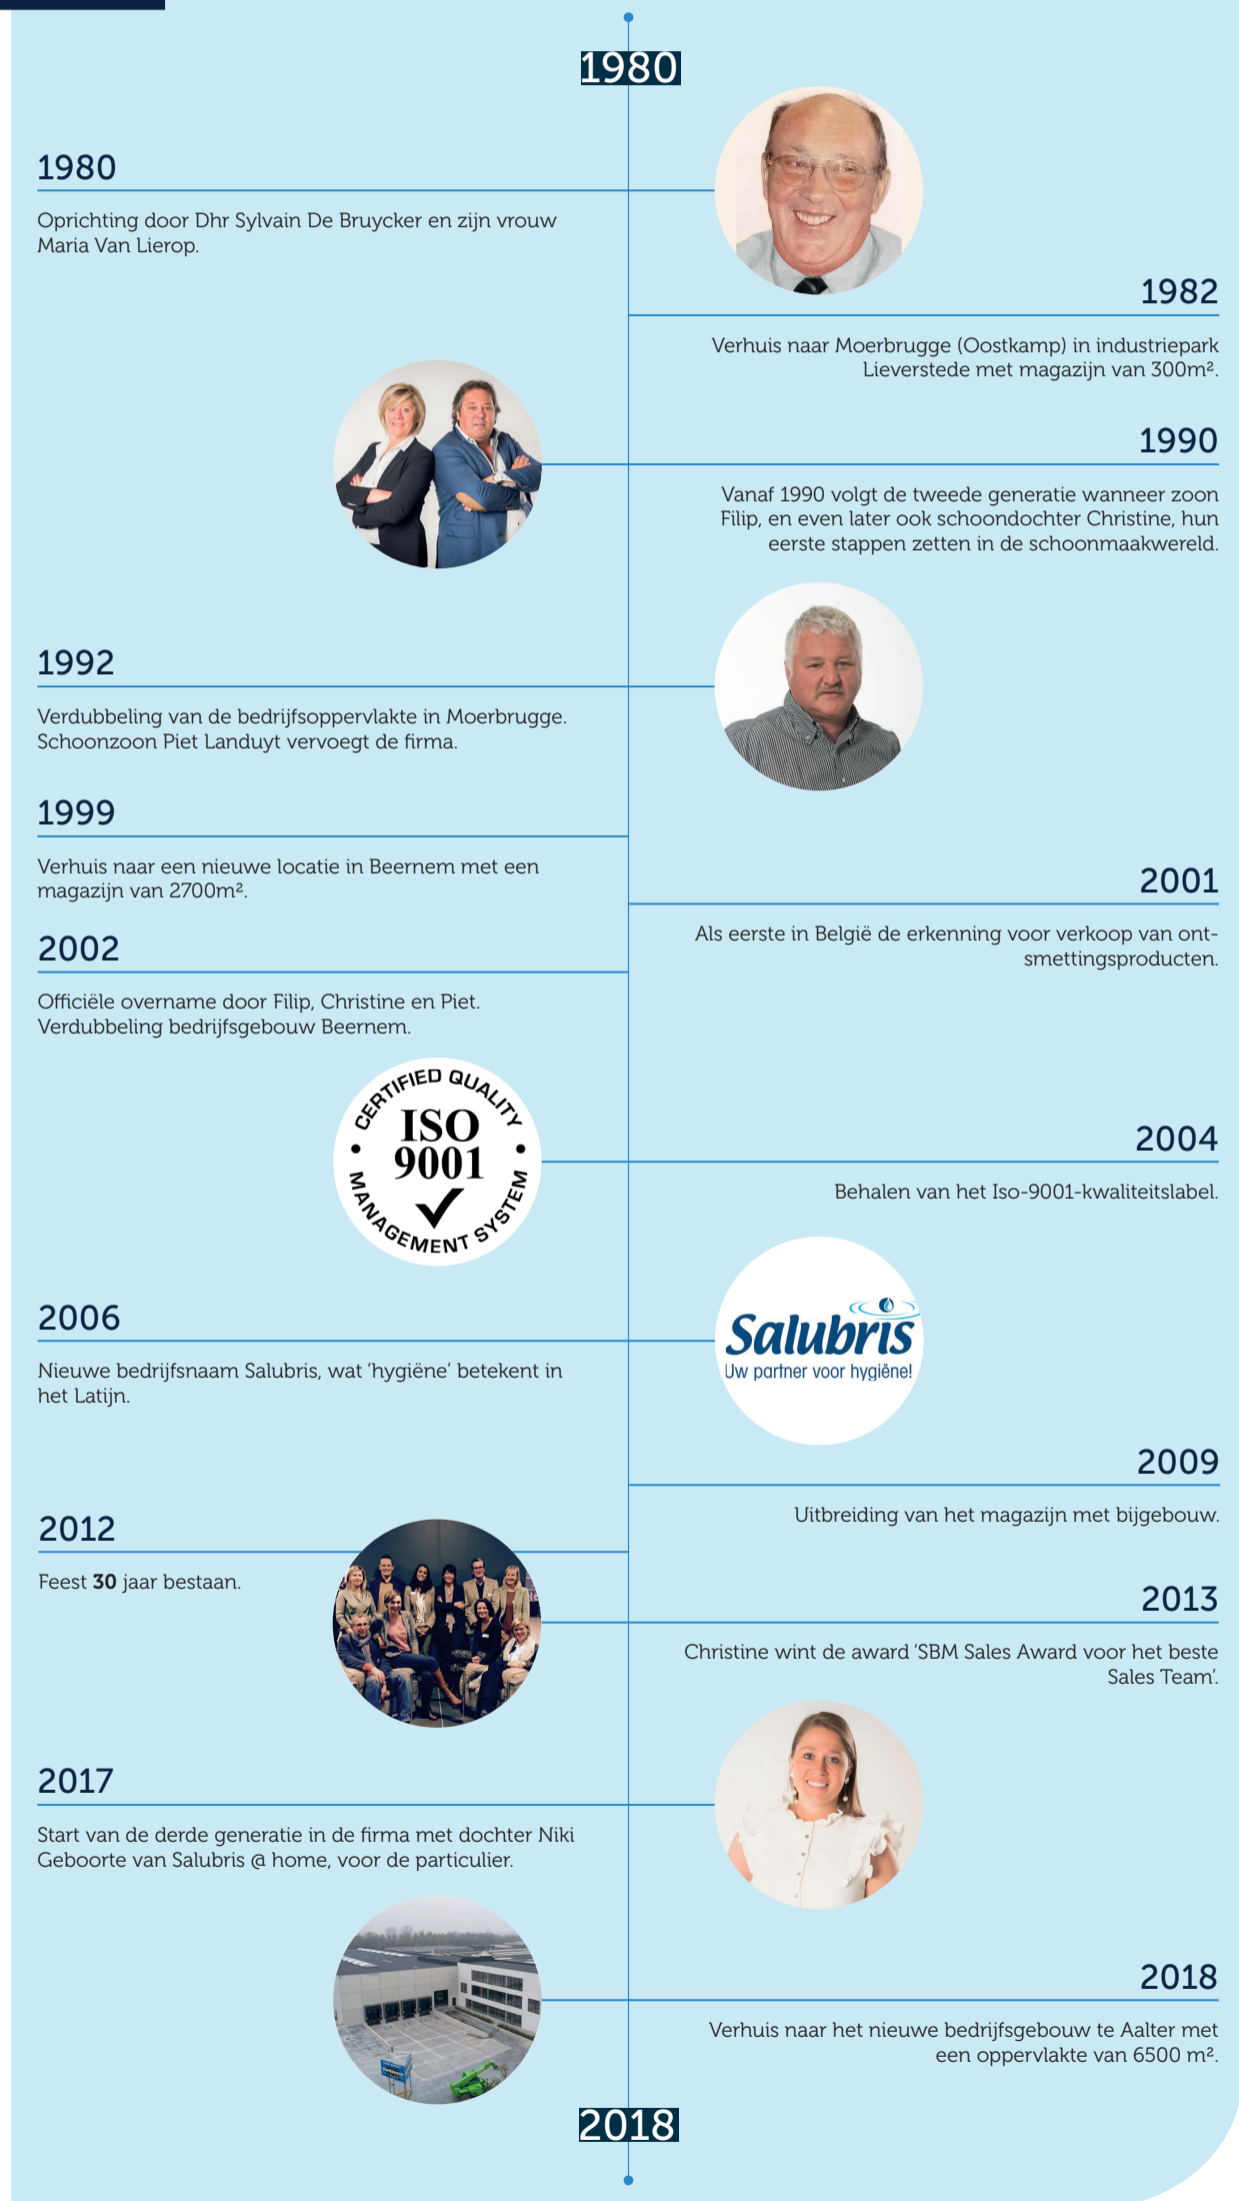 1980
1980
Oprichting door Dhr Sylvain De Bruycker en zijn vrouw
Maria Van Lierop.
1982
Verhuis naar Moerbrugge (Oostkamp) in industriepark
Lieverstede met magazijn van 300m².
1990
Vanaf 1990 volgt de tweede generatie wanneer zoon
Filip, en even later ook schoondochter Christine, hun
eerste stappen zetten in de schoonmaakwereld.
1992
Verdubbeling van de bedrijfsoppervlakte in Moerbrugge.
Schoonzoon Piet Landuyt vervoegt de firma.
1999
Verhuis naar een nieuwe locatie in Beernem met een
magazijn van 2700m².
2001
Als eerste in België de erkenning voor verkoop van ont-
smettingsproducten.
2002
Officiële overname door Filip, Christine en Piet.
Verdubbeling bedrijfsgebouw Beernem.
CERTIFIED QUALITY
ISO
9001
MANAGEMENT SYSTEM
2004
Behalen van het Iso-9001-kwaliteitslabel.
2006
Nieuwe bedrijfsnaam Salubris, wat ‘hygiëne’ betekent in
het Latijn.
Salubris
Uw partner voor hygiëne!
2009
Uitbreiding van het magazijn met bijgebouw.
2012
Feest 30 jaar bestaan.
2013
Christine wint de award ‘SBM Sales Award voor het beste
Sales Team’.
2017
Start van de derde generatie in de firma met dochter Niki
Geboorte van Salubris @ home, voor de particulier.
2018
Verhuis naar het nieuwe bedrijfsgebouw te Aalter met
een oppervlakte van 6500 m².
2018